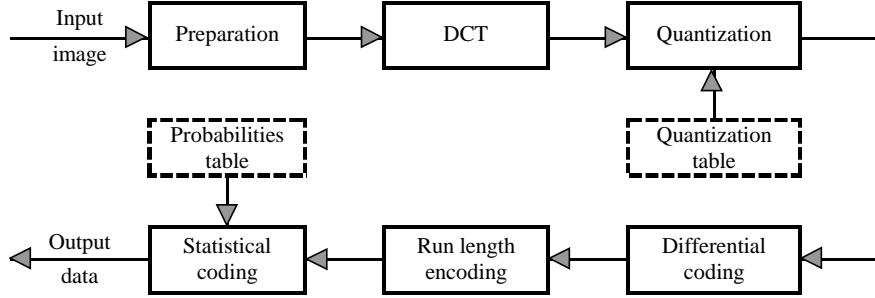 Input
image
Preparation
DCT
Quantization
Probabilities
table
Quantization
table
Output
data
Statistical
coding
Run length
encoding
Differential
coding